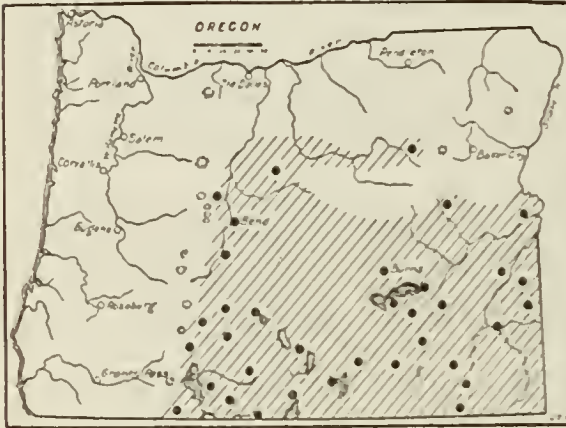 OREGON
Astoria
Columbia River
Portland
The Dalles
Pendleton
Salem
Baker City
Corvallis
Bend
Eugene
Burns
Roseburg
Grants Pass